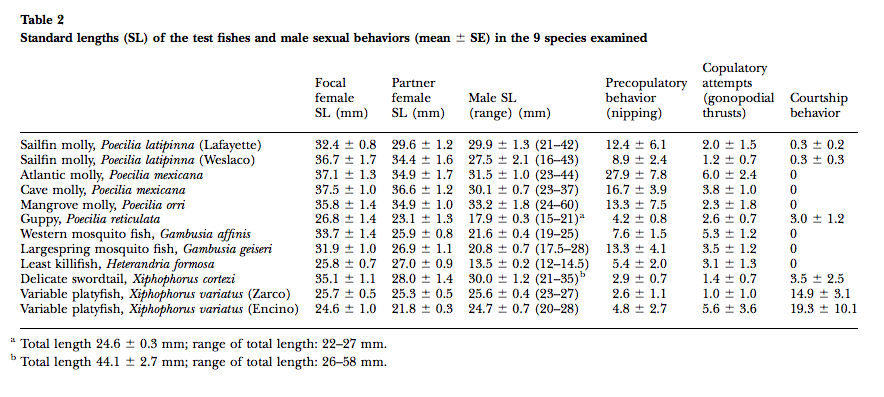 Table 2
Standard lengths (SL) of the test fishes and male sexual behaviors (mean ± SE) in the 9 species examined
Copulatory
Focal Partner Precopulatory attempts
female female Male SL behavior (gonopodial Courtship
SL (mm) SL (mm) (range) (mm) (nipping) thrusts) behavior
Sailfin molly, Poecilia latipinna (Lafayette) 32.4 ± 0.8 29.6 ± 1.2 29.9 ± 1.3 (21–42) 12.4 ± 6.1 2.0 ± 1.5 0.3 ± 0.2
Sailfin molly, Poecilia latipinna (Weslaco) 36.7 ± 1.7 34.4 ± 1.6 27.5 ± 2.1 (16–43) 8.9 ± 2.4 1.2 ± 0.7 0.3 ± 0.3
Atlantic molly, Poecilia mexicana 37.1 ± 1.3 34.9 ± 1.7 31.5 ± 1.0 (23–44) 27.9 ± 7.8 6.0 ± 2.4 0
Cave molly, Poecilia mexicana 37.5 ± 1.0 36.6 ± 1.2 30.1 ± 0.7 (23–37) 16.7 ± 3.9 3.8 ± 1.0 0
Mangrove molly, Poecilia orri 35.8 ± 1.4 34.9 ± 1.0 33.2 ± 1.8 (24–60) 13.3 ± 7.5 2.3 ± 1.8 0
Guppy, Poecilia reticulata 26.8 ± 1.4 23.1 ± 1.3 17.9 ± 0.3 (15–21)a 4.2 ± 0.8 2.6 ± 0.7 3.0 ± 1.2
Western mosquito fish, Gambusia affinis 33.7 ± 1.4 25.9 ± 0.8 21.6 ± 0.4 (19–25) 7.6 ± 1.5 5.3 ± 1.2 0
Largespring mosquito fish, Gambusia geiseri 31.9 ± 1.0 26.9 ± 1.1 20.8 ± 0.7 (17.5–28) 13.3 ± 4.1 3.5 ± 1.2 0
Least killifish, Heterandria formosa 25.8 ± 0.7 27.0 ± 0.9 13.5 ± 0.2 (12–14.5) 5.4 ± 2.0 3.1 ± 1.3 0
Delicate swordtail, Xiphophorus cortezi 35.1 ± 1.1 28.0 ± 1.4 30.0 ± 1.2 (21–35)b 2.9 ± 0.7 1.4 ± 0.7 3.5 ± 2.5
Variable platyfish, Xiphophorus variatus (Zarco) 25.7 ± 0.5 25.3 ± 0.5 25.6 ± 0.4 (23–27) 2.6 ± 1.1 1.0 ± 1.0 14.9 ± 3.1
Variable platyfish, Xiphophorus variatus (Encino) 24.6 ± 1.0 21.8 ± 0.3 24.7 ± 0.7 (20–28) 4.8 ± 2.7 5.6 ± 3.6 19.3 ± 10.1
a Total length 24.6 ± 0.3 mm; range of total length: 22–27 mm.
b Total length 44.1 ± 2.7 mm; range of total length: 26–58 mm.